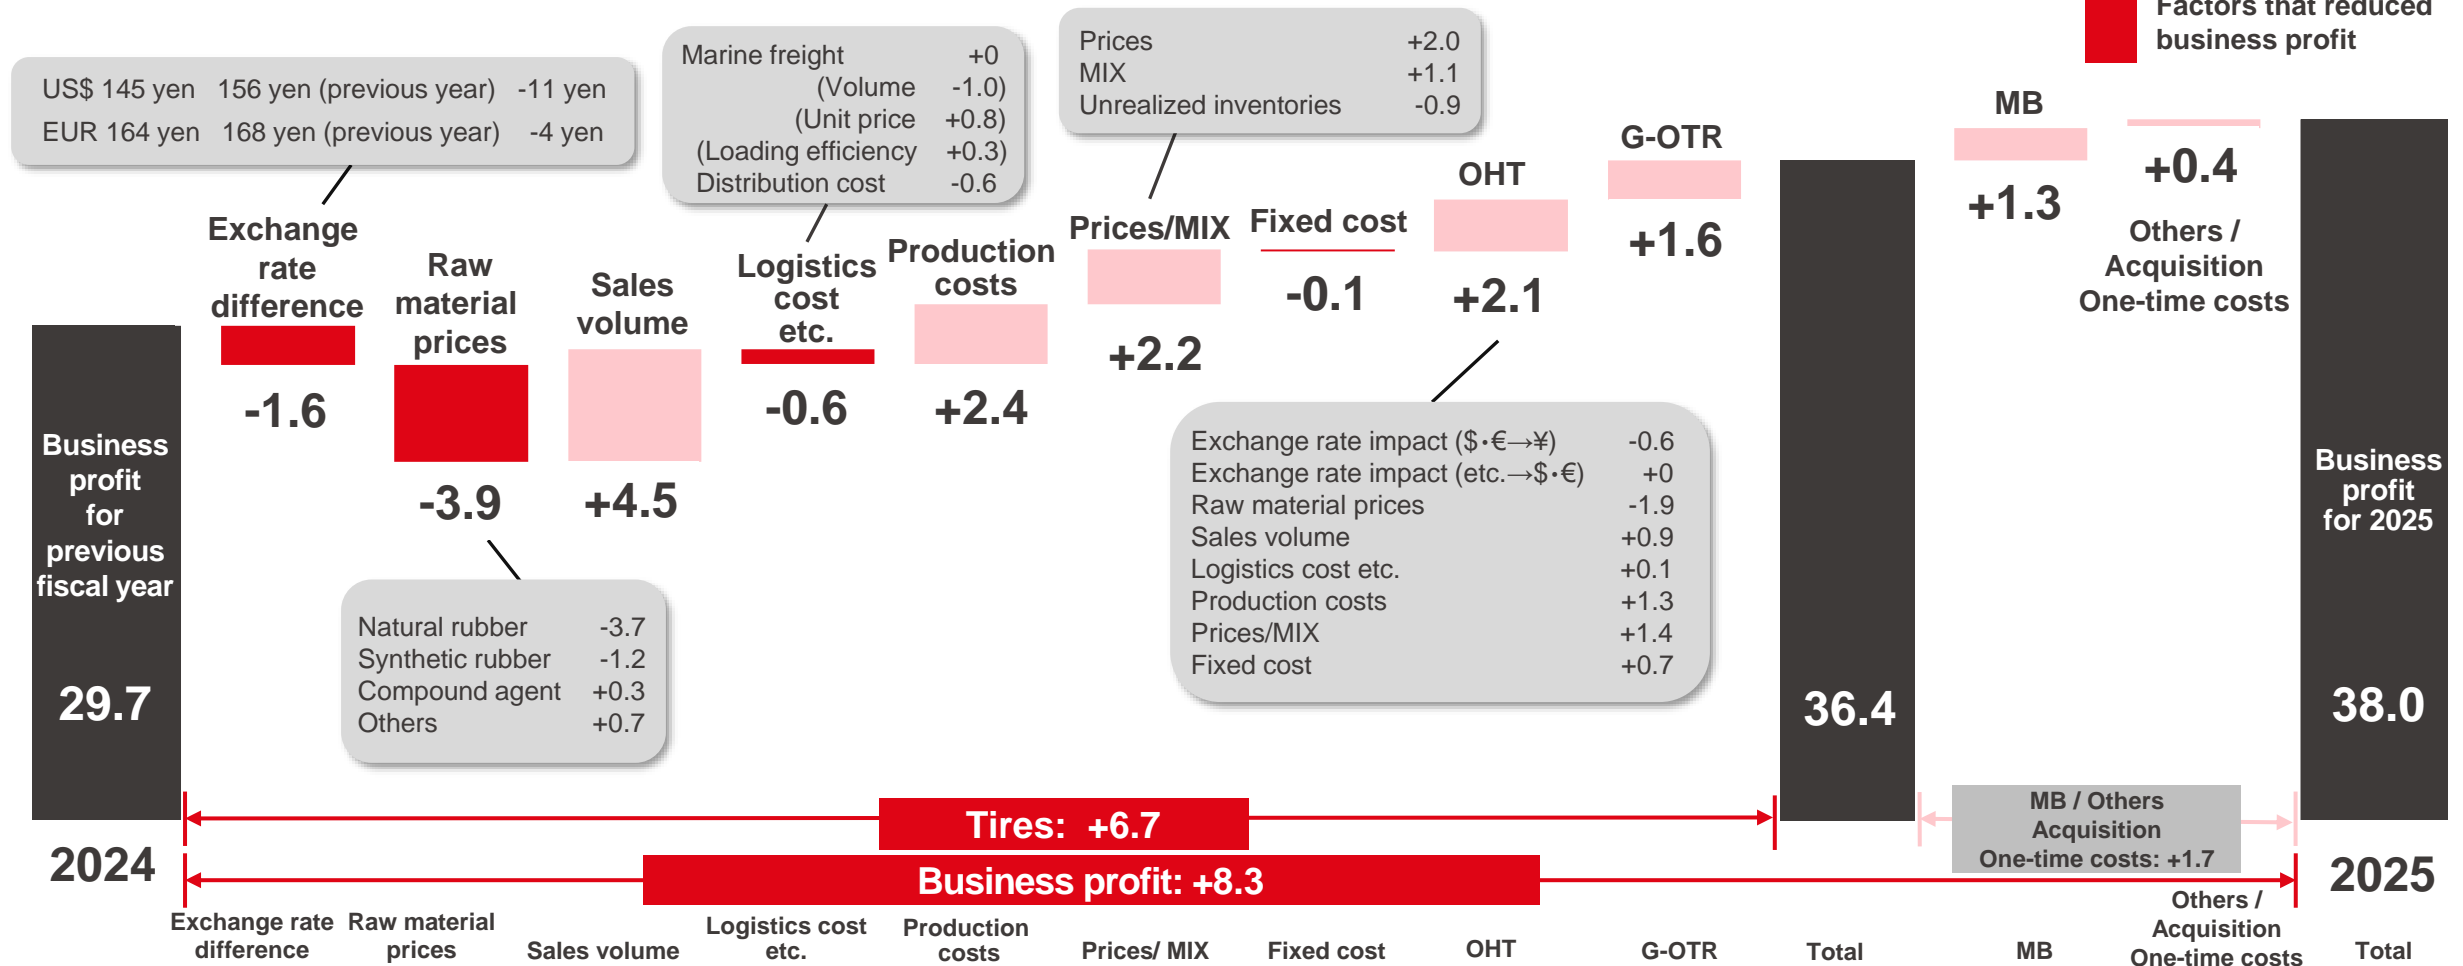 Factors that reduced
business profit
US$ 145 yen 156 yen (previous year) -11 yen
EUR 164 yen 168 yen (previous year) -4 yen
Marine freight +0
(Volume -1.0)
(Unit price +0.8)
(Loading efficiency +0.3)
Distribution cost -0.6
Prices +2.0
MIX +1.1
Unrealized inventories -0.9
Exchange
rate
difference
-1.6
Raw
material
prices
-3.9
Sales
volume
+4.5
Logistics
cost
etc.
-0.6
Production
costs
+2.4
Prices/MIX
+2.2
Fixed cost
-0.1
OHT
+2.1
G-OTR
+1.6
MB
+1.3
+0.4
Others /
Acquisition
One-time costs
Business
profit
for
previous
fiscal year
29.7
Natural rubber -3.7
Synthetic rubber -1.2
Compound agent +0.3
Others +0.7
Exchange rate impact ($･€→¥) -0.6
Exchange rate impact (etc.→$･€) +0
Raw material prices -1.9
Sales volume +0.9
Logistics cost etc. +0.1
Production costs +1.3
Prices/MIX +1.4
Fixed cost +0.7
36.4
Business
profit
for 2025
38.0
Tires: +6.7
MB / Others
Acquisition
One-time costs: +1.7
2024
Business profit: +8.3
2025
Exchange rate
difference
Raw material
prices
Sales volume
Logistics cost
etc.
Production
costs
Prices/ MIX
Fixed cost
OHT
G-OTR
Total
MB
Others /
Acquisition
One-time costs
Total